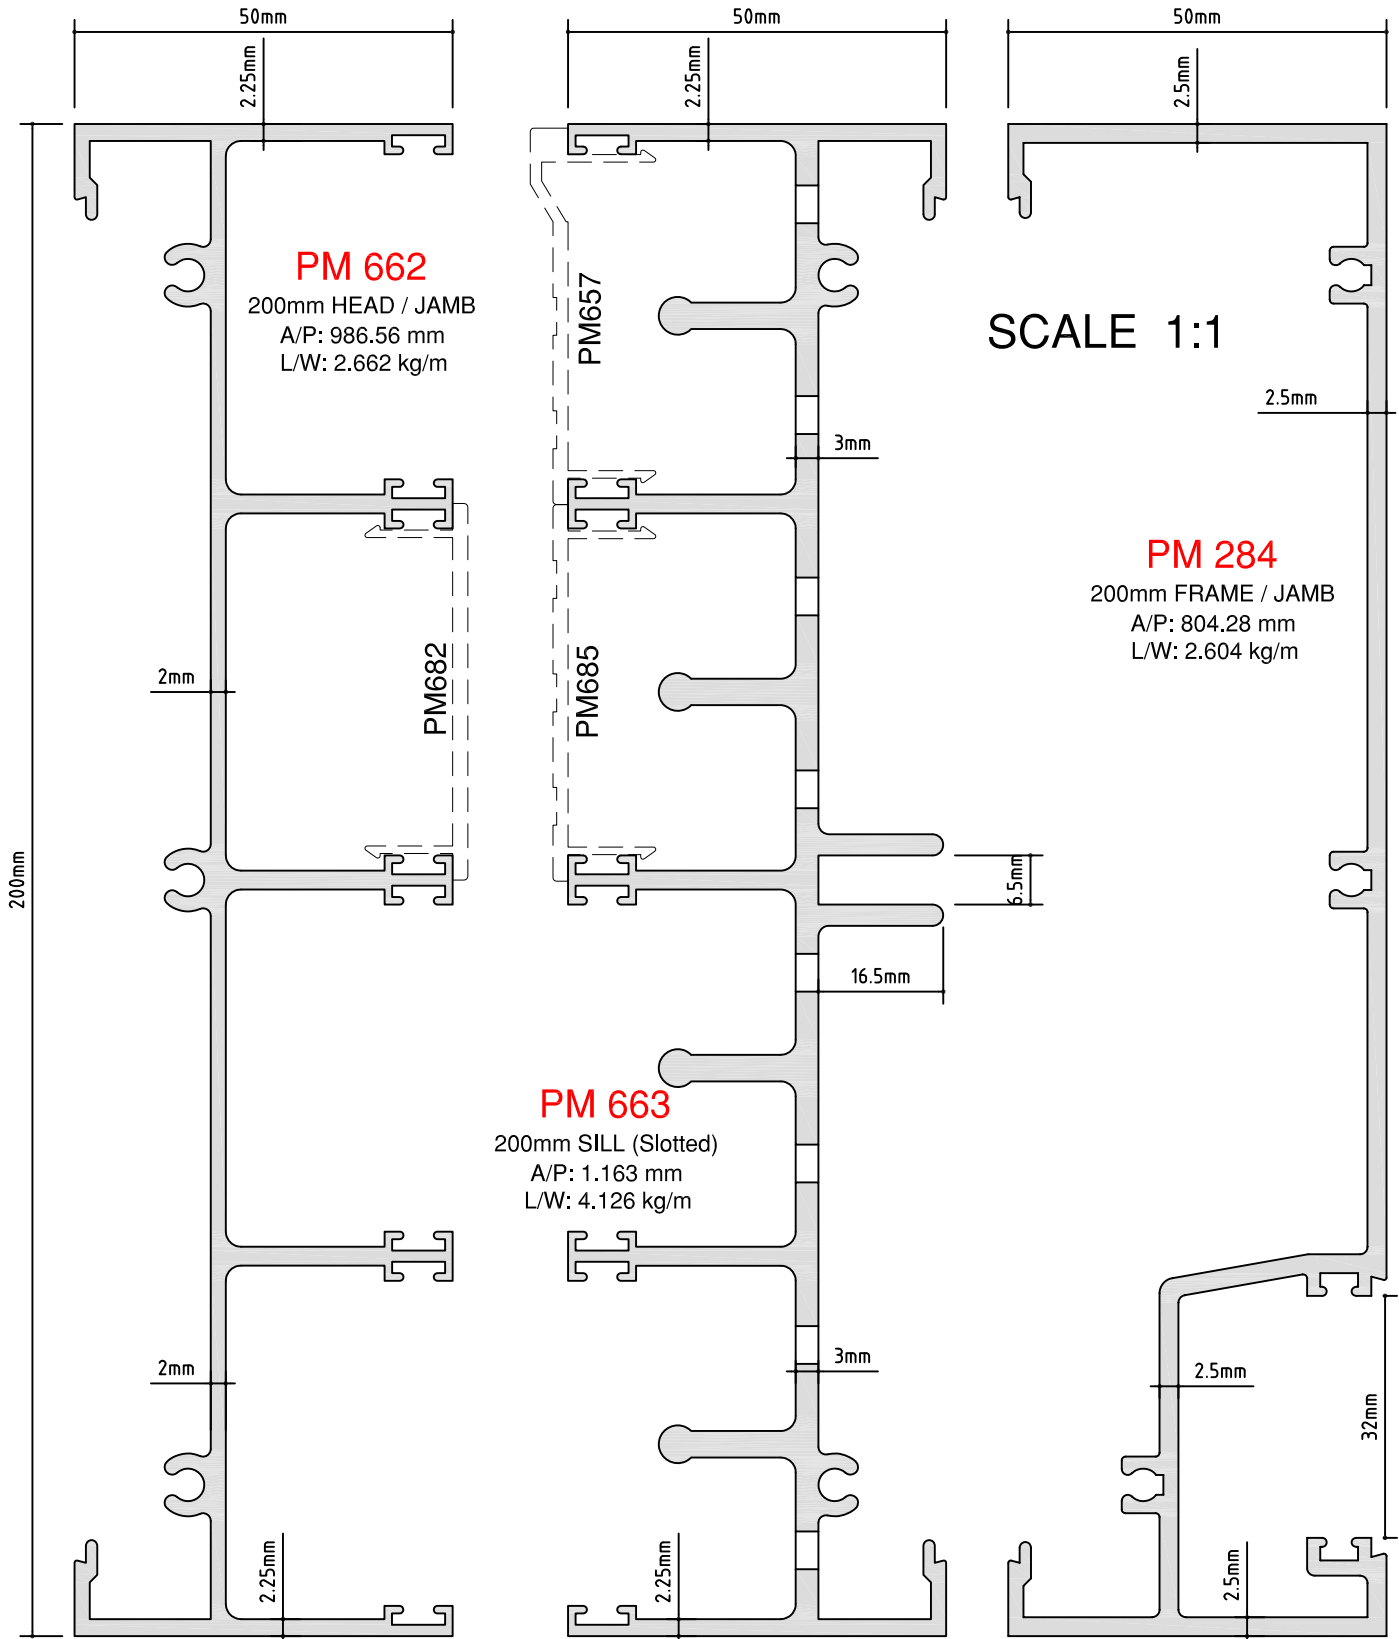 50mm
50mm
50mm
2.25mm
2.25mm
2.5mm
PM 662
200mm HEAD / JAMB
A/P: 986.56 mm
L/W: 2.662 kg/m
PM657
SCALE 1:1
2.5mm
3mm
PM 284
200mm FRAME / JAMB
A/P: 804.28 mm
L/W: 2.604 kg/m
2mm
PM682
PM685
200mm
6.5mm
16.5mm
PM 663
200mm SILL (Slotted)
A/P: 1.163 mm
L/W: 4.126 kg/m
2mm
3mm
2.5mm
32mm
2.25mm
2.25mm
2.5mm